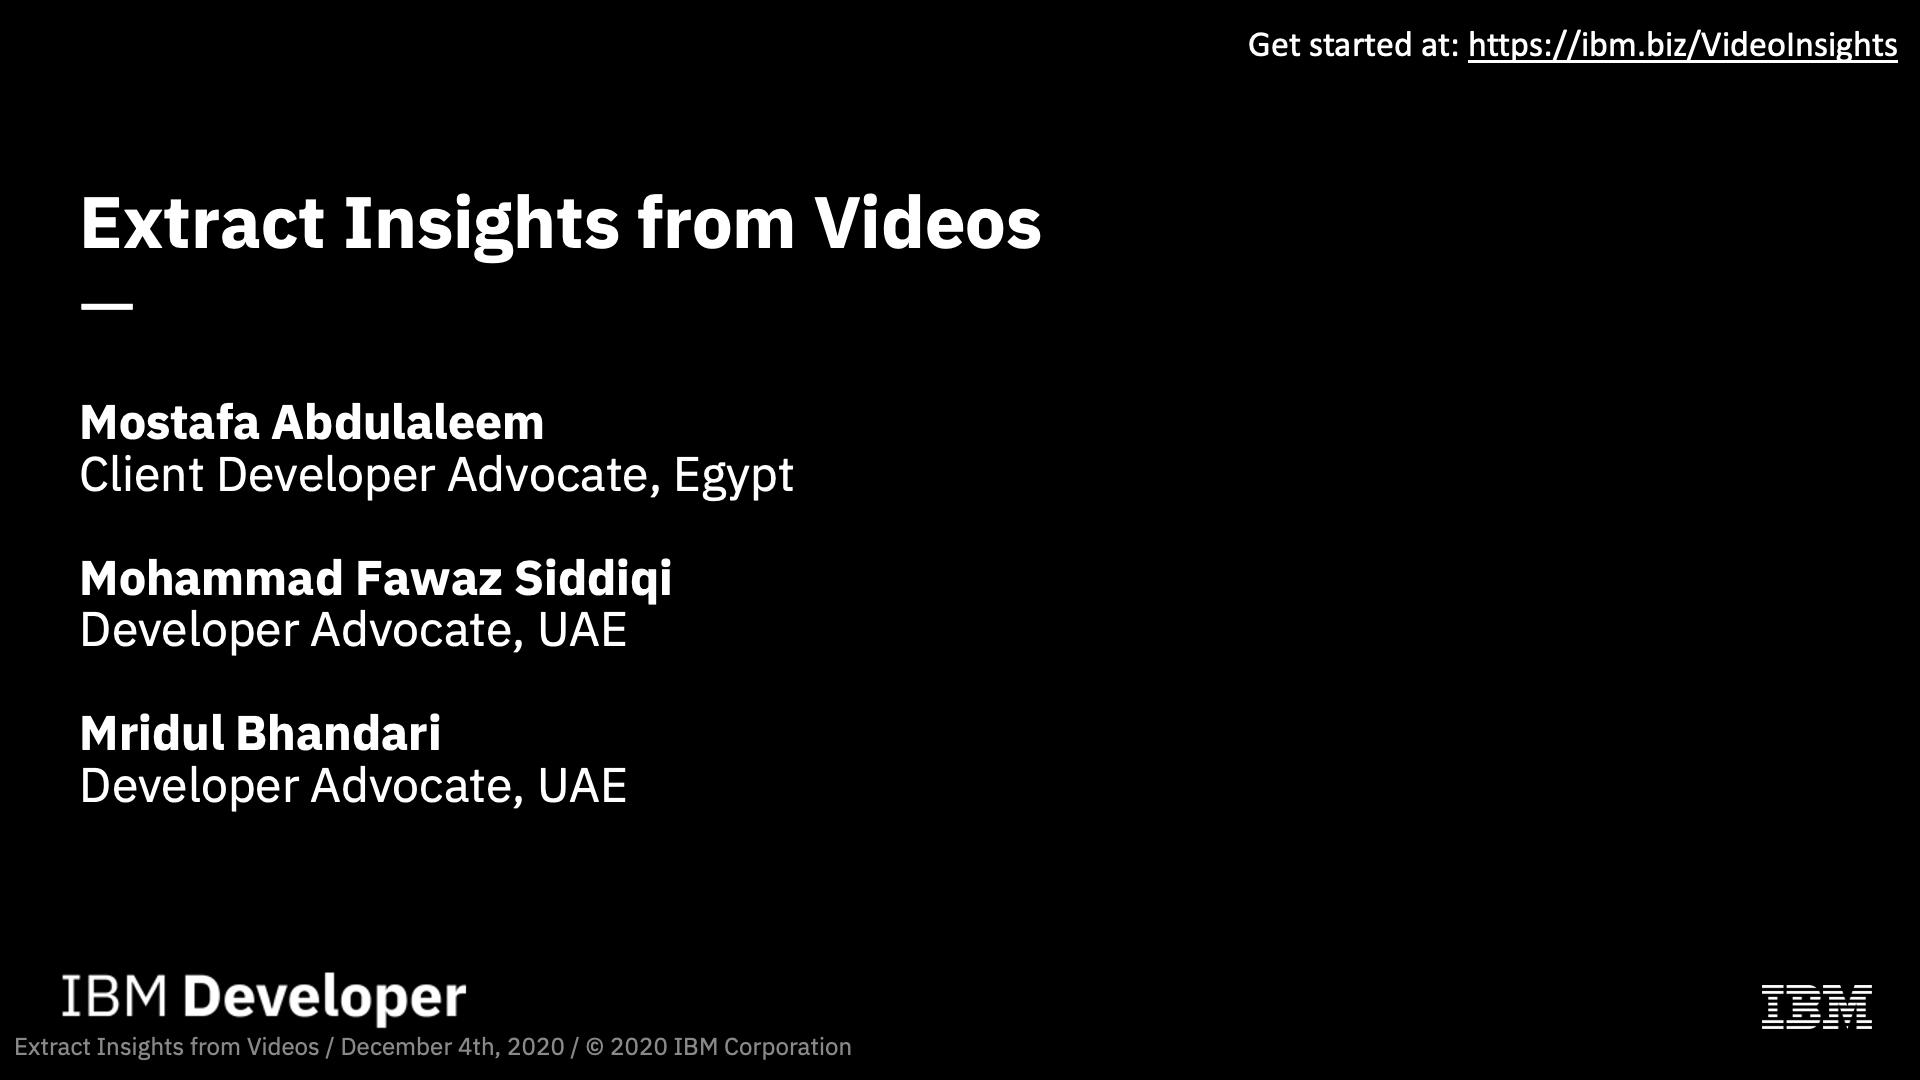 Get started at: https://ibm.biz/VideoInsights
Extract Insights from Videos
—
Mostafa Abdulaleem
Client Developer Advocate, Egypt
Mohammad Fawaz Siddiqi
Developer Advocate, UAE
Mridul Bhandari
Developer Advocate, UAE
IBM Developer
IBM
Extract Insights from Videos / December 4th, 2020 / © 2020 IBM Corporation